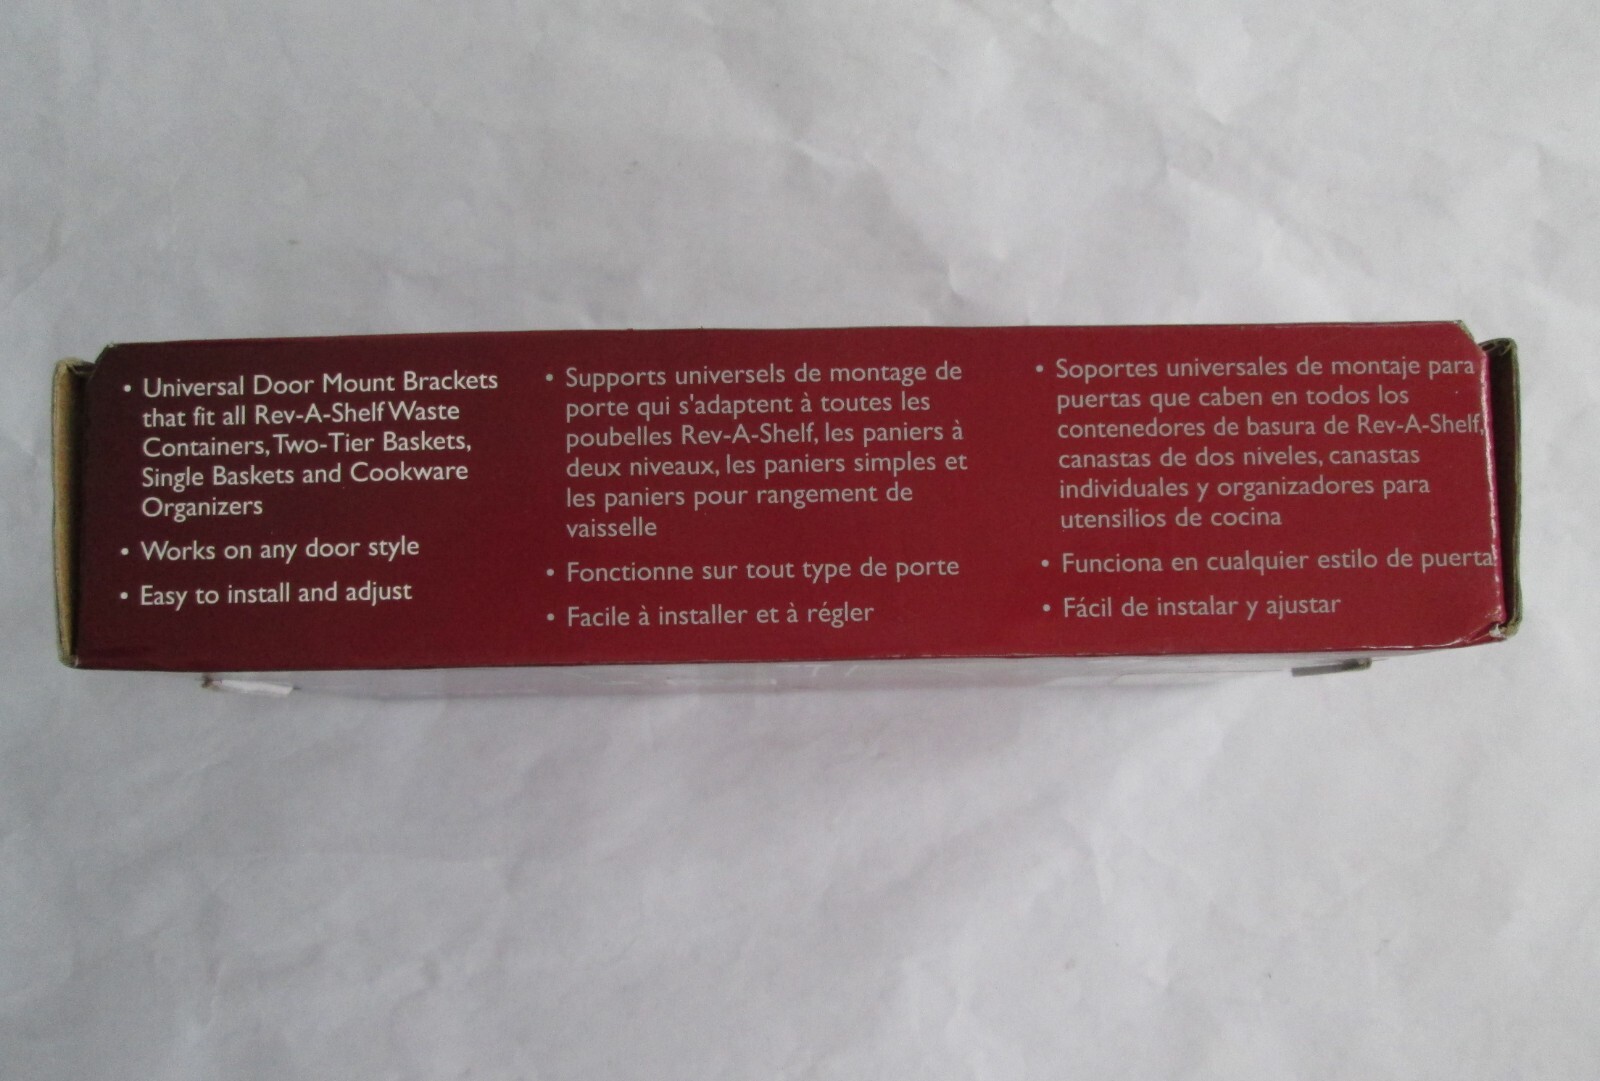 • Universal Door Mount Brackets
that fit all Rev-A-Shelf Waste
Containers, Two-Tier Baskets,
Single Baskets and Cookware
Organizers
• Works on any door style
• Easy to install and adjust
• Supports universels de montage de
porte qui s'adaptent à toutes les
poubelles Rev-A-Shelf, les paniers à
deux niveaux, les paniers simples et
les paniers pour rangement de
vaisselle
• Fonctionne sur tout type de porte
• Facile à installer et à régler
• Soportes universales de montaje para
puertas que caben en todos los
contenedores de basura de Rev-A-Shelf,
canastas de dos niveles, canastas
individuales y organizadores para
utensilios de cocina
• Funciona en cualquier estilo de puerta
• Fácil de instalar y ajustar